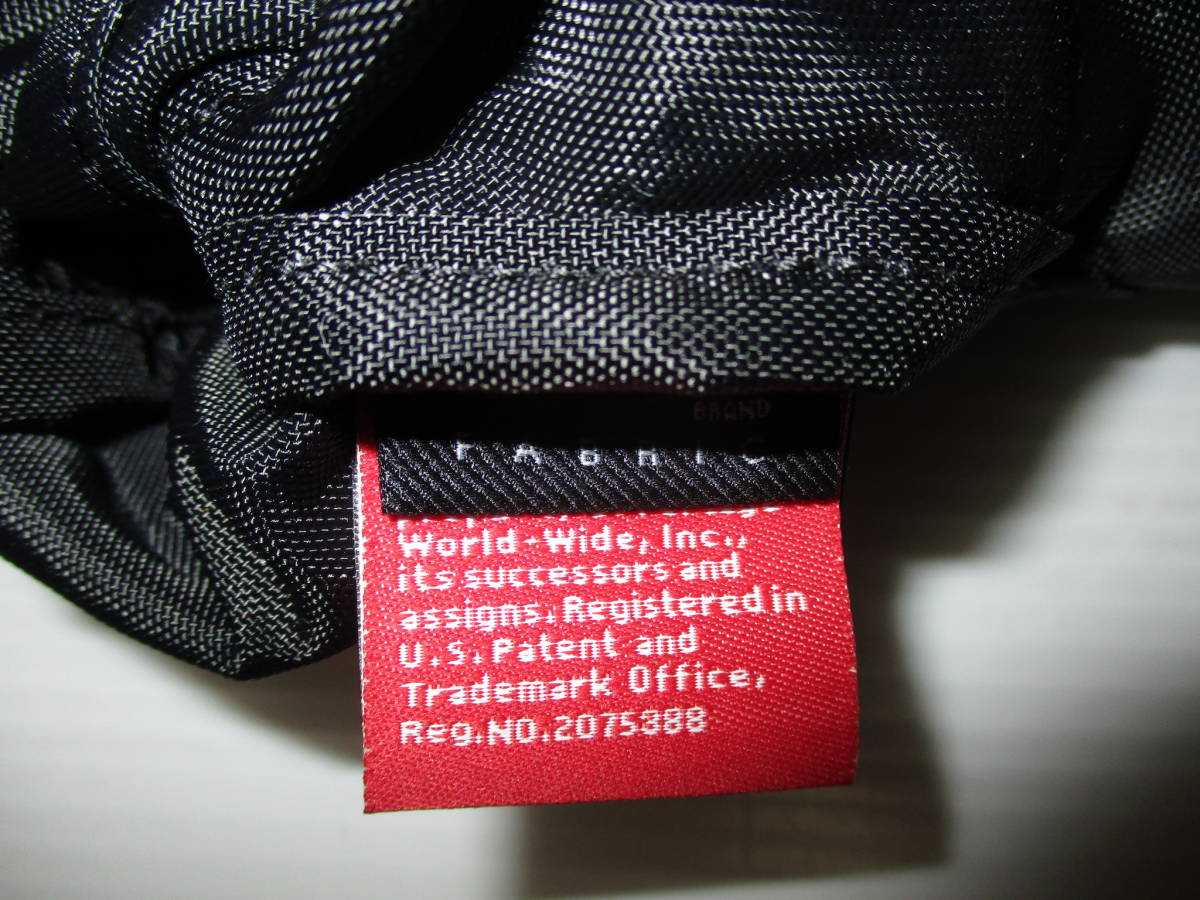 BRAND
FABRIC
World-Wide, Inc.,
its successors and
assigns. Registered in
U.S. Patent and
Trademark Office,
Reg.NO.2075388